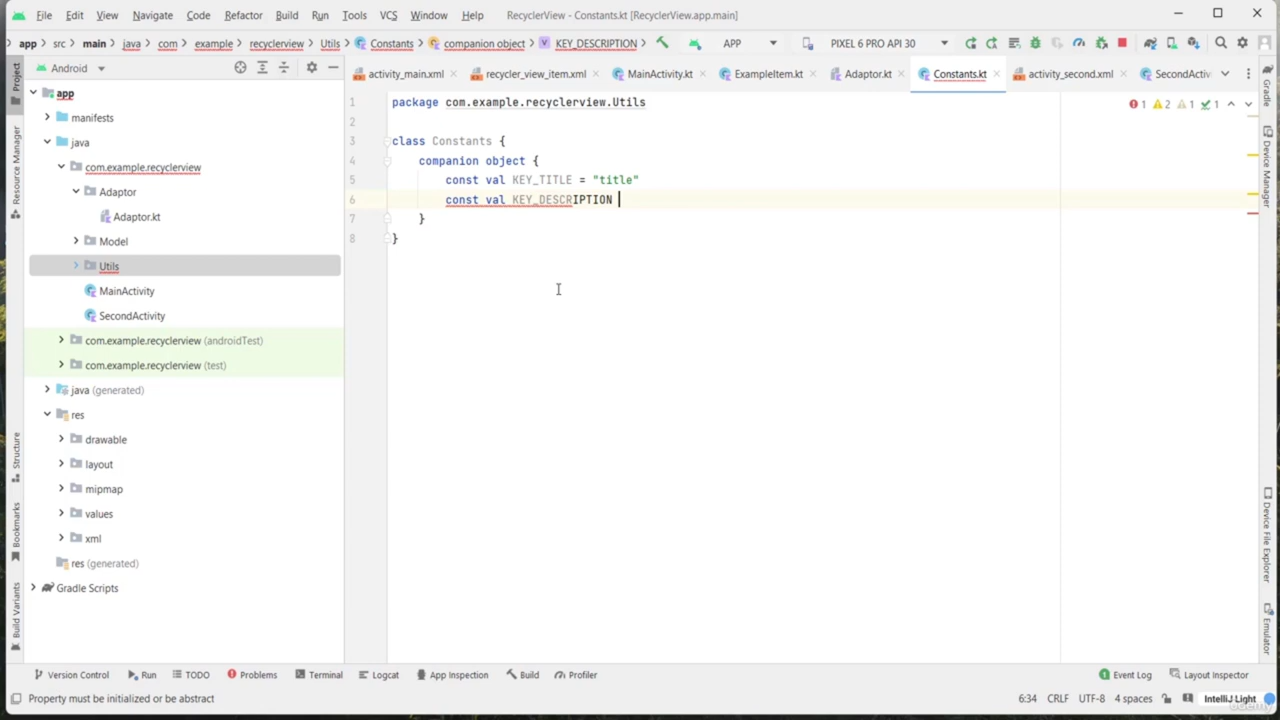 File Edit View Navigate Code Refactor Build Run Tools VCS Window Help RecyclerView - Constants.kt [RecyclerView.app.main]
app src main java com example recyclerview Utils Constants companion object KEY_DESCRIPTION APP PIXEL 6 PRO API 30
Android
activity_main.xml recycler_view_item.xml MainActivity.kt ExampleItem.kt Adaptor.kt Constants.kt activity_second.xml SecondActiv
Project
Resource Manager
Structure
Bookmarks
Build Variants
app
manifests
java
com.example.recyclerview
Adaptor
Adaptor.kt
Model
Utils
MainActivity
SecondActivity
com.example.recyclerview (androidTest)
com.example.recyclerview (test)
java (generated)
res
drawable
layout
mipmap
values
xml
res (generated)
Gradle Scripts
1 package com.example.recyclerview.Utils
2
3 class Constants {
4 companion object {
5 const val KEY_TITLE = "title"
6 const val KEY_DESCRIPTION
7 }
8 }
1 2 1 1
Gradle
Device Manager
Device File Explorer
Emulator
Version Control Run TODO Problems Terminal Logcat App Inspection Build Profiler Event Log Layout Inspector
Property must be initialized or be abstract 6:34 CRLF UTF-8 4 spaces IntelliJ Light